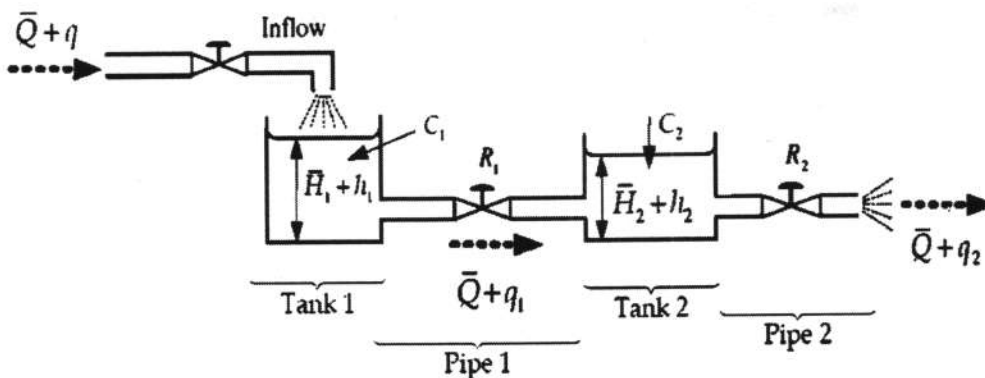 Q̄ + q
Inflow
C₁
C₂
R₁
R₂
H̄₁ + h₁
H̄₂ + h₂
Q̄ + q₁
Q̄ + q₂
Tank 1
Tank 2
Pipe 1
Pipe 2